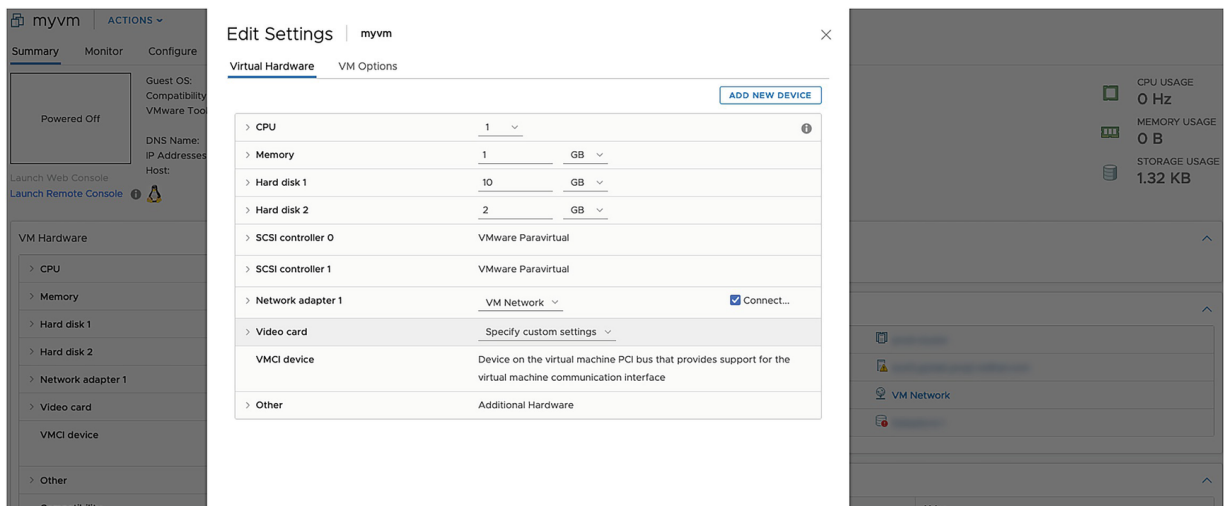 myvm ACTIONS
Summary Monitor Configure
Powered Off
Guest OS:
Compatibility
VMware Tool
DNS Name:
IP Addresses
Host:
Launch Web Console
Launch Remote Console
VM Hardware
CPU
Memory
Hard disk 1
Hard disk 2
Network adapter 1
Video card
VMCI device
Other
Edit Settings myvm
Virtual Hardware VM Options
ADD NEW DEVICE
CPU 1
Memory 1 GB
Hard disk 1 10 GB
Hard disk 2 2 GB
SCSI controller 0 VMware Paravirtual
SCSI controller 1 VMware Paravirtual
Network adapter 1 VM Network Connect...
Video card Specify custom settings
VMCI device Device on the virtual machine PCI bus that provides support for the
virtual machine communication interface
Other Additional Hardware
CPU USAGE
0 Hz
MEMORY USAGE
0 B
STORAGE USAGE
1.32 KB
VM Network